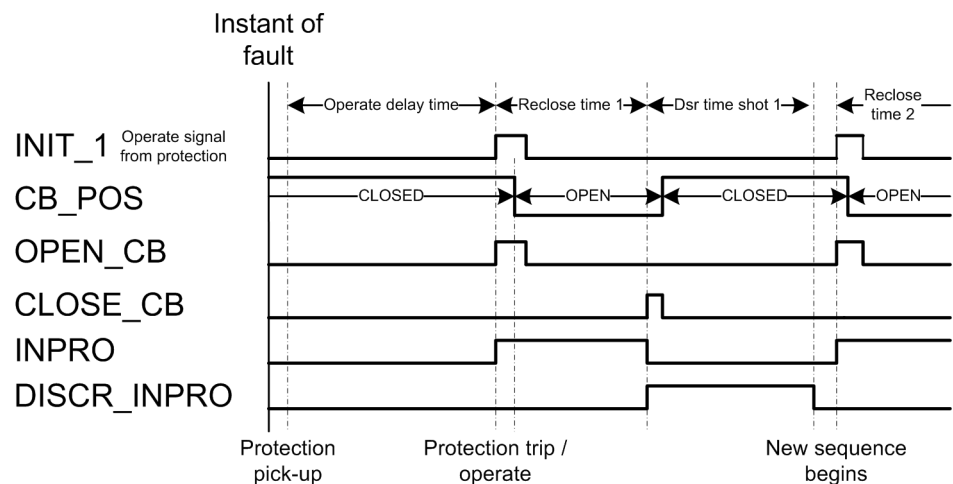 Instant of
fault
Operate delay time
Reclose time 1
Dsr time shot 1
Reclose
time 2
INIT_1
Operate signal
from protection
CB_POS
CLOSED
OPEN
CLOSED
OPEN
OPEN_CB
CLOSE_CB
INPRO
DISCR_INPRO
Protection
pick-up
Protection trip /
operate
New sequence
begins